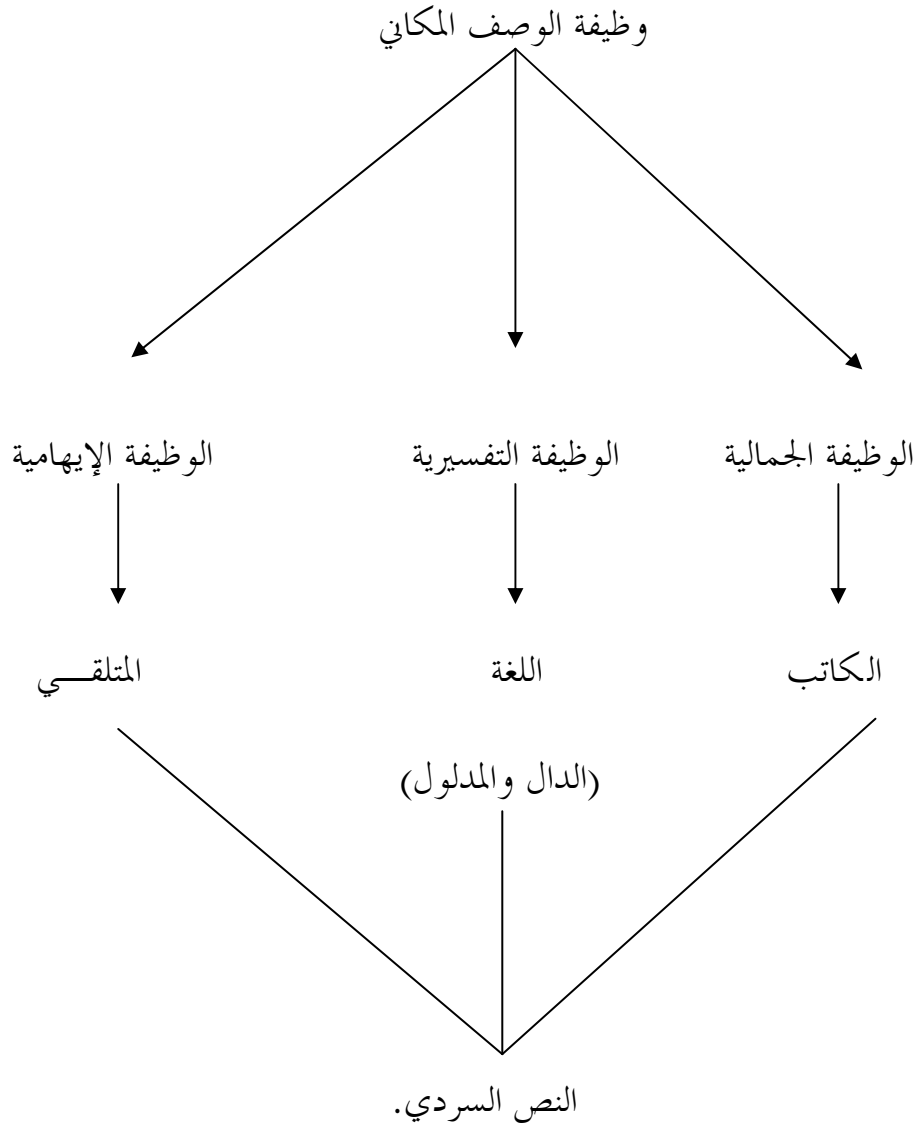 وظيفة الوصف المكاني
الوظيفة الجمالية الوظيفة التفسيرية الوظيفة الإيهامية
الكاتب اللغة المتلقـــي
(الدال والمدلول)
النص السردي.